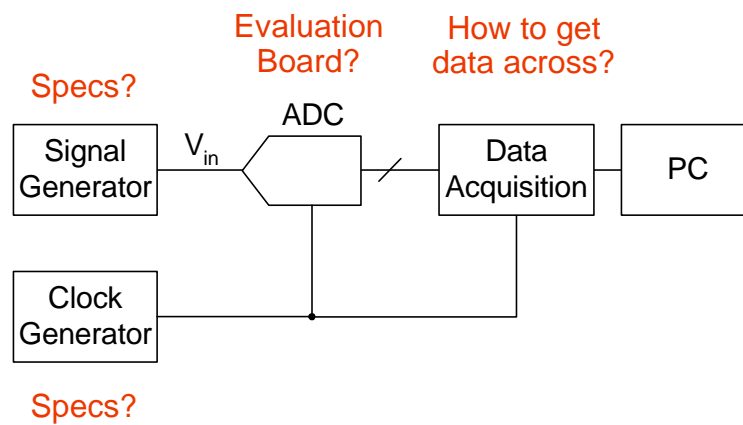 Evaluation
Board?
How to get
data across?
Specs?
ADC
Signal
Generator
Vin
Data
Acquisition
PC
Clock
Generator
Specs?